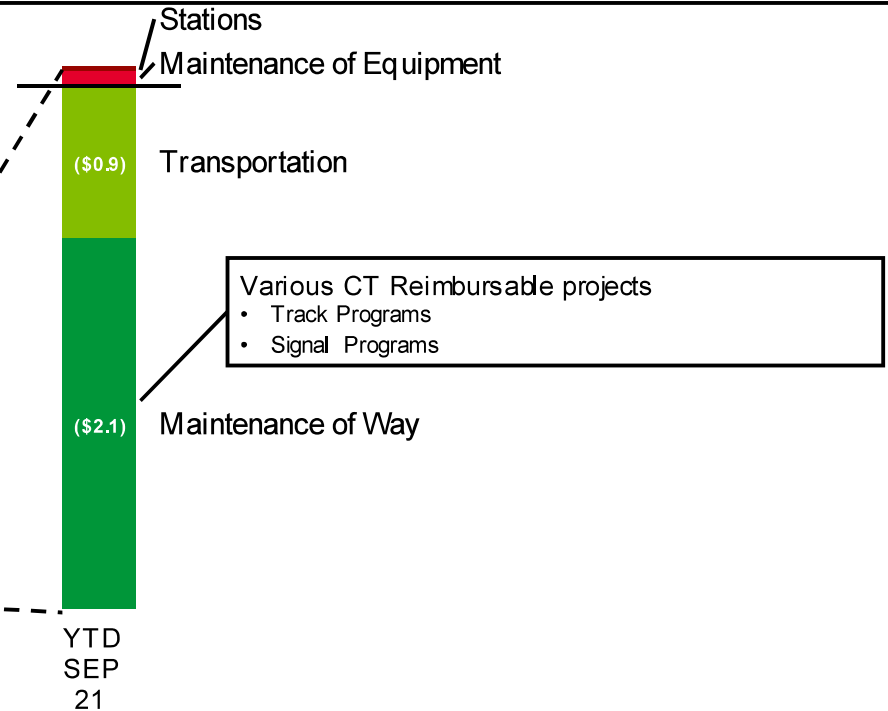 Stations
Maintenance of Equipment
($0.9)
Transportation
Various CT Reimbursable projects
• Track Programs
• Signal Programs
($2.1)
Maintenance of Way
YTD
SEP
21